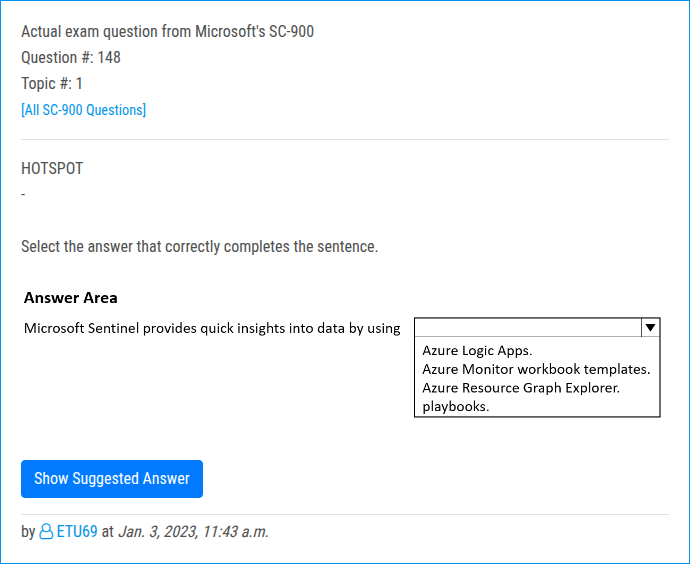 Actual exam question from Microsoft's SC-900
Question #: 148
Topic #: 1
[All SC-900 Questions]
HOTSPOT
-
Select the answer that correctly completes the sentence.
Answer Area
Microsoft Sentinel provides quick insights into data by using
Azure Logic Apps.
Azure Monitor workbook templates.
Azure Resource Graph Explorer.
playbooks.
Show Suggested Answer
by ETU69 at Jan. 3, 2023, 11:43 a.m.